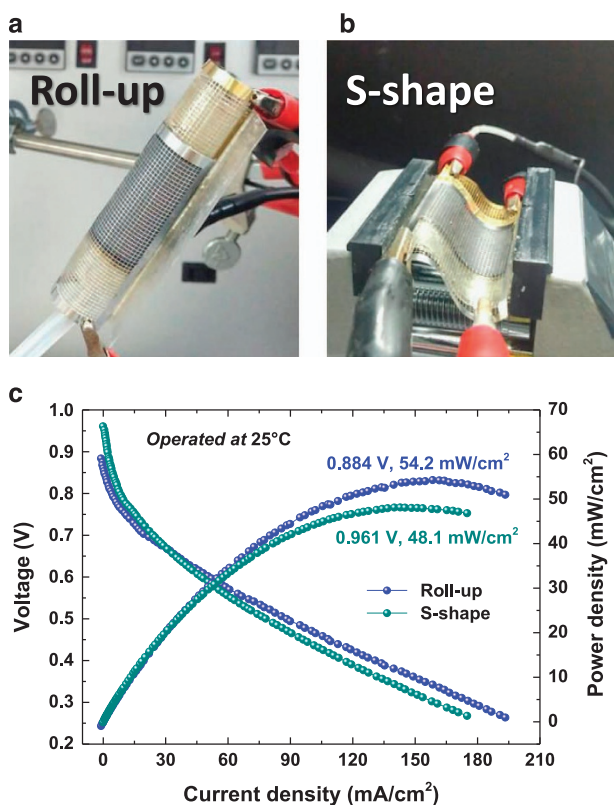 a
b
Roll-up
S-shape
c
1.0
0.9
0.8
0.7
0.6
0.5
0.4
0.3
0.2
Voltage (V)
Operated at 25°C
0.884 V, 54.2 mW/cm²
0.961 V, 48.1 mW/cm²
Roll-up
S-shape
70
60
50
40
30
20
10
0
Power density (mW/cm²)
0 30 60 90 120 150 180 210
Current density (mA/cm²)